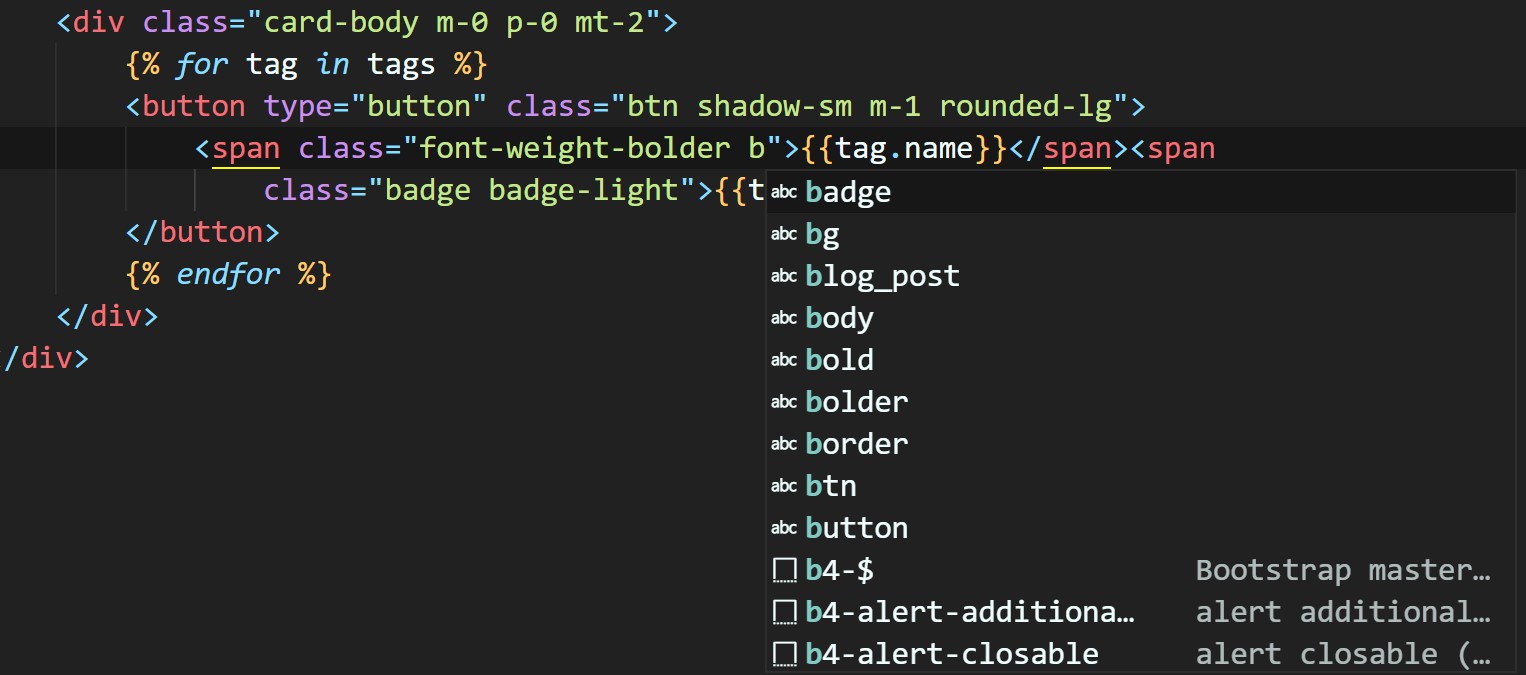 <div class="card-body m-0 p-0 mt-2">
{% for tag in tags %}
<button type="button" class="btn shadow-sm m-1 rounded-lg">
<span class="font-weight-bolder b">{{tag.name}}</span><span
class="badge badge-light">{{t
</button>
{% endfor %}
</div>
/div>
abc badge
abc bg
abc blog_post
abc body
abc bold
abc bolder
abc border
abc btn
abc button
b4-$ Bootstrap master…
b4-alert-additiona… alert additional…
b4-alert-closable alert closable (…